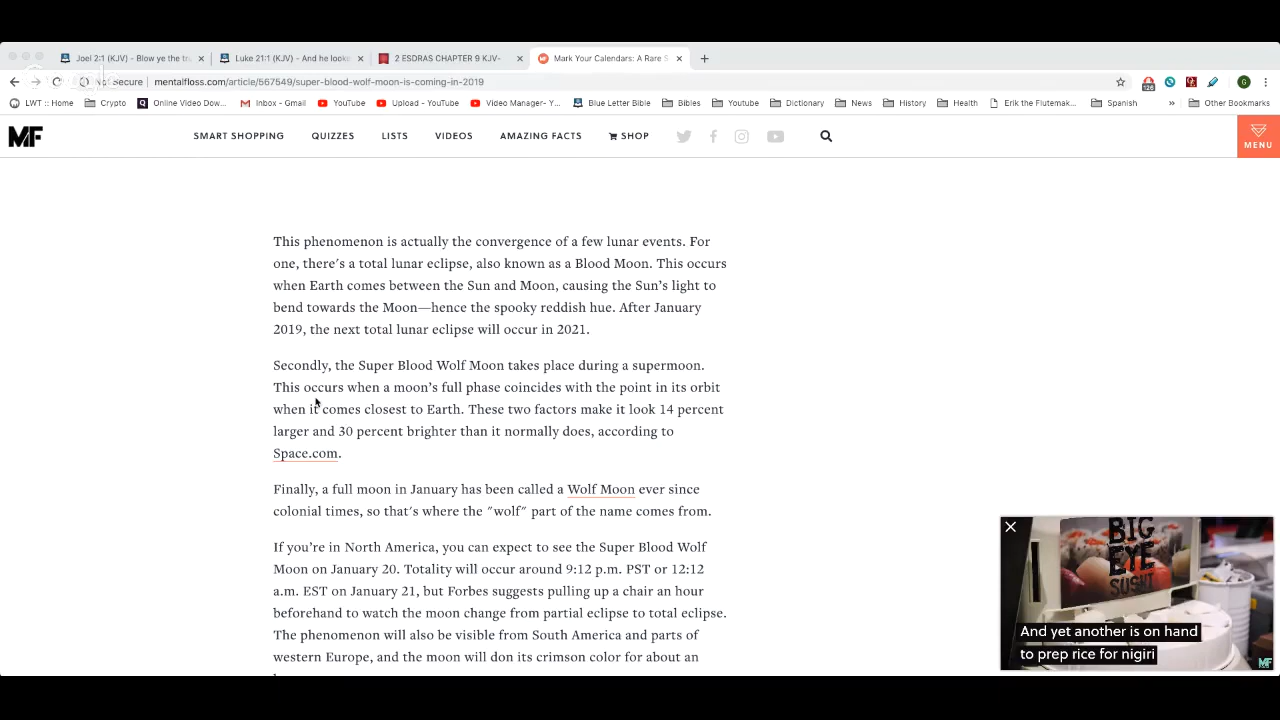 Joel 2:1 (KJV) - Blow ye the tru
Luke 21:1 (KJV) - And he looke
2 ESDRAS CHAPTER 9 KJV-
Mark Your Calendars: A Rare S
Not Secure | mentalfloss.com/article/567549/super-blood-wolf-moon-is-coming-in-2019
126
G
LWT :: Home
Crypto
Online Video Dow...
Inbox - Gmail
YouTube
Upload - YouTube
Video Manager- Y...
Blue Letter Bible
Bibles
Youtube
Dictionary
News
History
Health
Erik the Flutemak...
Spanish
»
Other Bookmarks
MF
SMART SHOPPING
QUIZZES
LISTS
VIDEOS
AMAZING FACTS
SHOP
MENU
This phenomenon is actually the convergence of a few lunar events. For
one, there's a total lunar eclipse, also known as a Blood Moon. This occurs
when Earth comes between the Sun and Moon, causing the Sun's light to
bend towards the Moon—hence the spooky reddish hue. After January
2019, the next total lunar eclipse will occur in 2021.
Secondly, the Super Blood Wolf Moon takes place during a supermoon.
This occurs when a moon's full phase coincides with the point in its orbit
when it comes closest to Earth. These two factors make it look 14 percent
larger and 30 percent brighter than it normally does, according to
Space.com.
Finally, a full moon in January has been called a Wolf Moon ever since
colonial times, so that's where the "wolf" part of the name comes from.
If you're in North America, you can expect to see the Super Blood Wolf
Moon on January 20. Totality will occur around 9:12 p.m. PST or 12:12
a.m. EST on January 21, but Forbes suggests pulling up a chair an hour
beforehand to watch the moon change from partial eclipse to total eclipse.
The phenomenon will also be visible from South America and parts of
western Europe, and the moon will don its crimson color for about an
BIG
EYE
SUSHI
And yet another is on hand
to prep rice for nigiri
MF